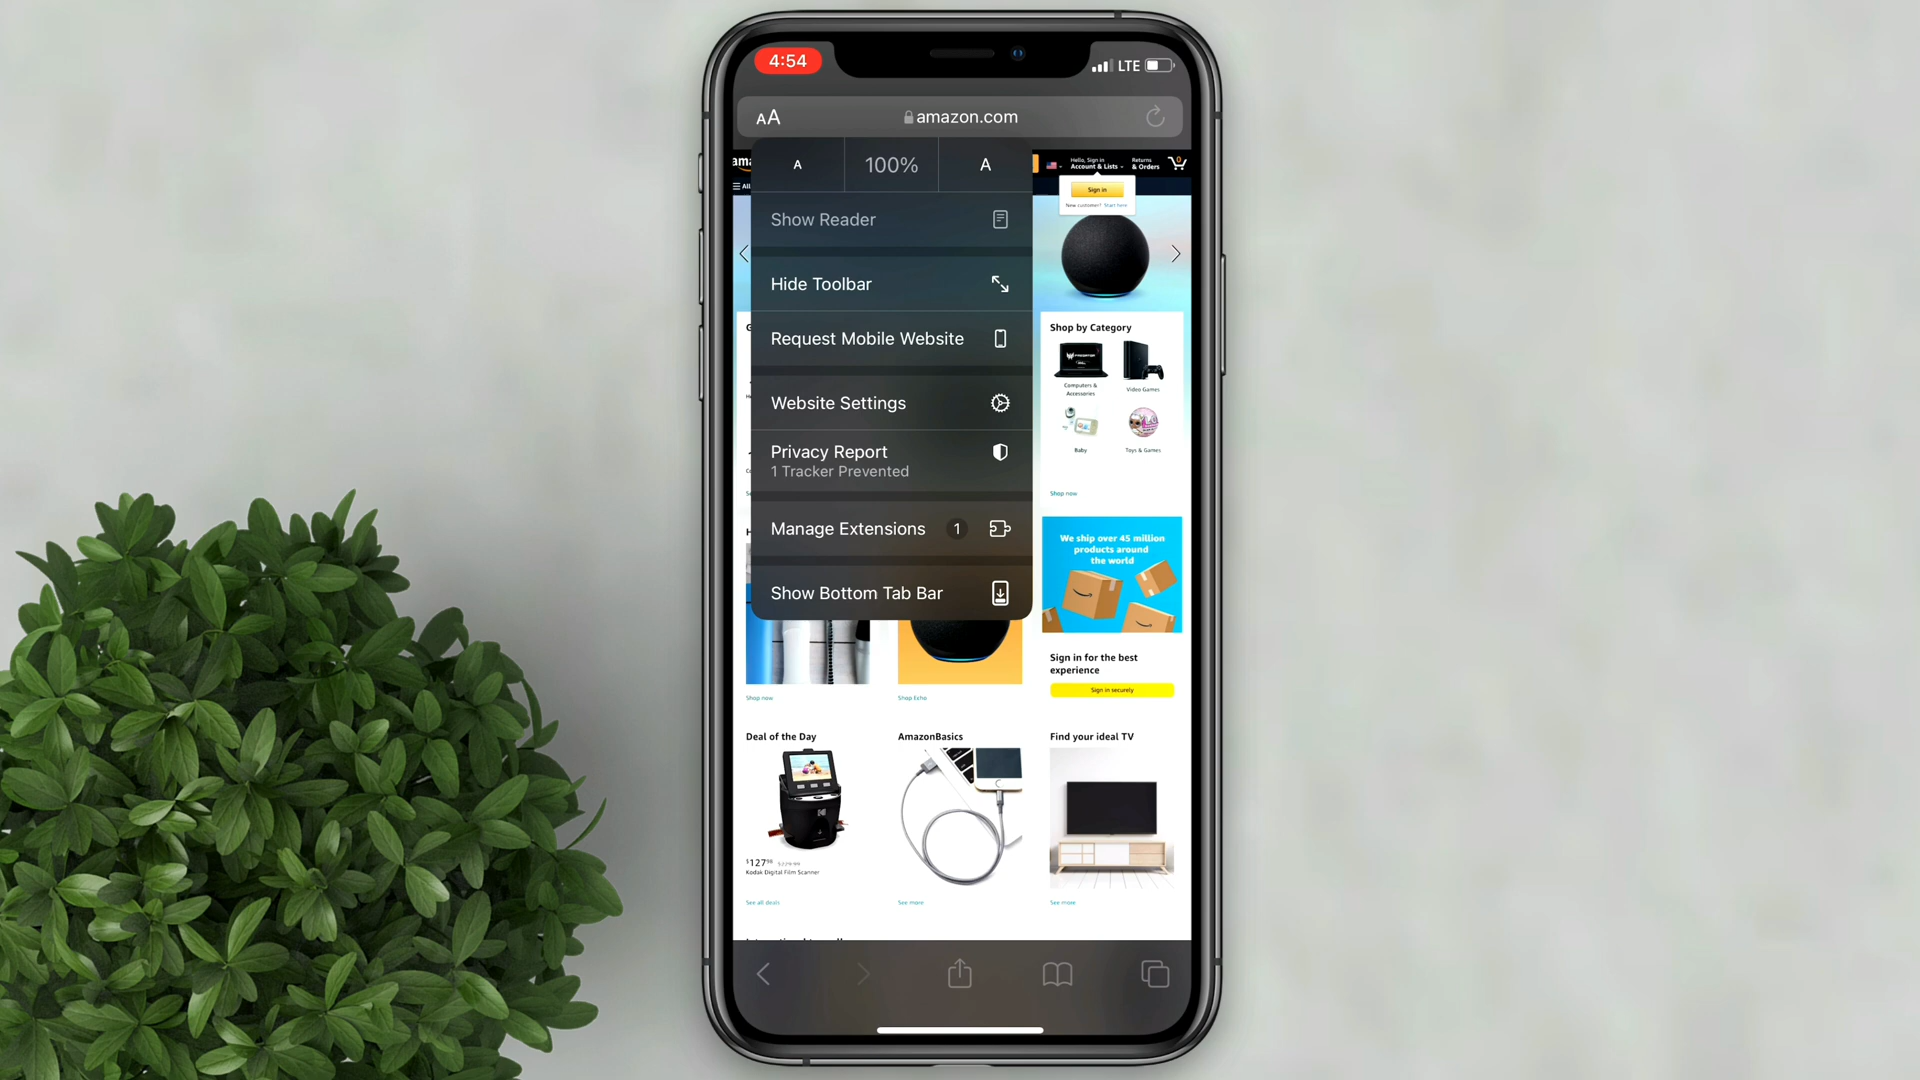 4:54
LTE
AA
amazon.com
A
100%
A
Hello, Sign in
Account & Lists
Returns
& Orders
0
All
Sign in
New customer? Start here
Show Reader
Hide Toolbar
Request Mobile Website
Website Settings
Privacy Report
1 Tracker Prevented
Manage Extensions
1
Show Bottom Tab Bar
Shop by Category
Computers &
Accessories
Video Games
Baby
Toys & Games
Shop now
We ship over 45 million
products around
the world
Sign in for the best
experience
Sign in securely
Shop now
Shop Echo
Deal of the Day
AmazonBasics
Find your ideal TV
$127⁹⁸ $229.99
Kodak Digital Film Scanner
See all deals
See more
See more